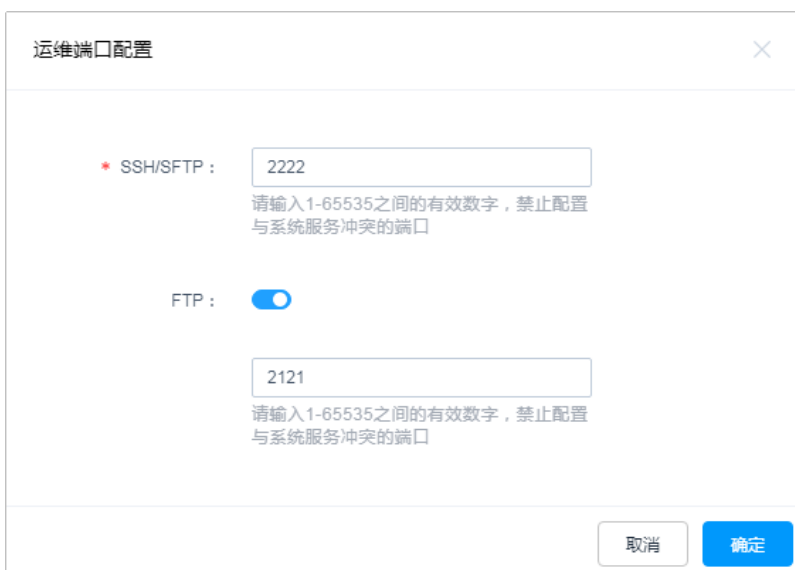 运维端口配置
* SSH/SFTP：
2222
请输入1-65535之间的有效数字，禁止配置
与系统服务冲突的端口
FTP：
2121
请输入1-65535之间的有效数字，禁止配置
与系统服务冲突的端口
取消
确定